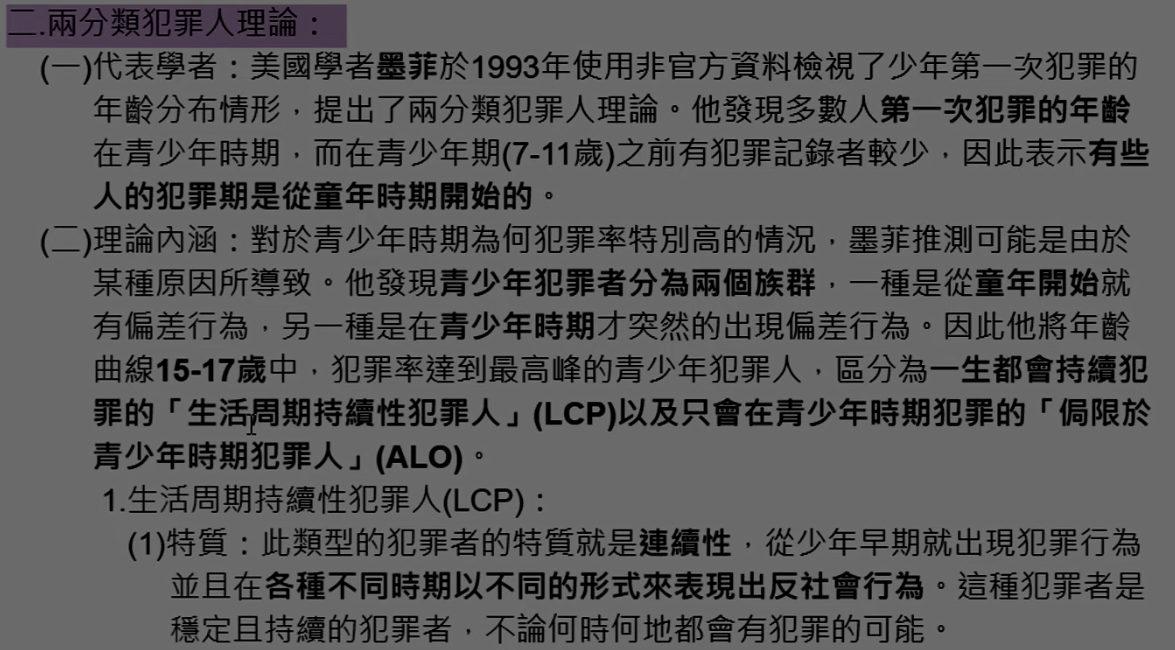 二.兩分類犯罪人理論：
(一)代表學者：美國學者墨菲於1993年使用非官方資料檢視了少年第一次犯罪的
年齡分布情形，提出了兩分類犯罪人理論。他發現多數人第一次犯罪的年齡
在青少年時期，而在青少年期(7-11歲)之前有犯罪記錄者較少，因此表示有些
人的犯罪期是從童年時期開始的。
(二)理論內涵：對於青少年時期為何犯罪率特別高的情況，墨菲推測可能是由於
某種原因所導致。他發現青少年犯罪者分為兩個族群，一種是從童年開始就
有偏差行為，另一種是在青少年時期才突然的出現偏差行為。因此他將年齡
曲線15-17歲中，犯罪率達到最高峰的青少年犯罪人，區分為一生都會持續犯
罪的「生活周期持續性犯罪人」(LCP)以及只會在青少年時期犯罪的「侷限於
青少年時期犯罪人」(ALO)。
1.生活周期持續性犯罪人(LCP)：
(1)特質：此類型的犯罪者的特質就是連續性，從少年早期就出現犯罪行為
並且在各種不同時期以不同的形式來表現出反社會行為。這種犯罪者是
穩定且持續的犯罪者，不論何時何地都會有犯罪的可能。